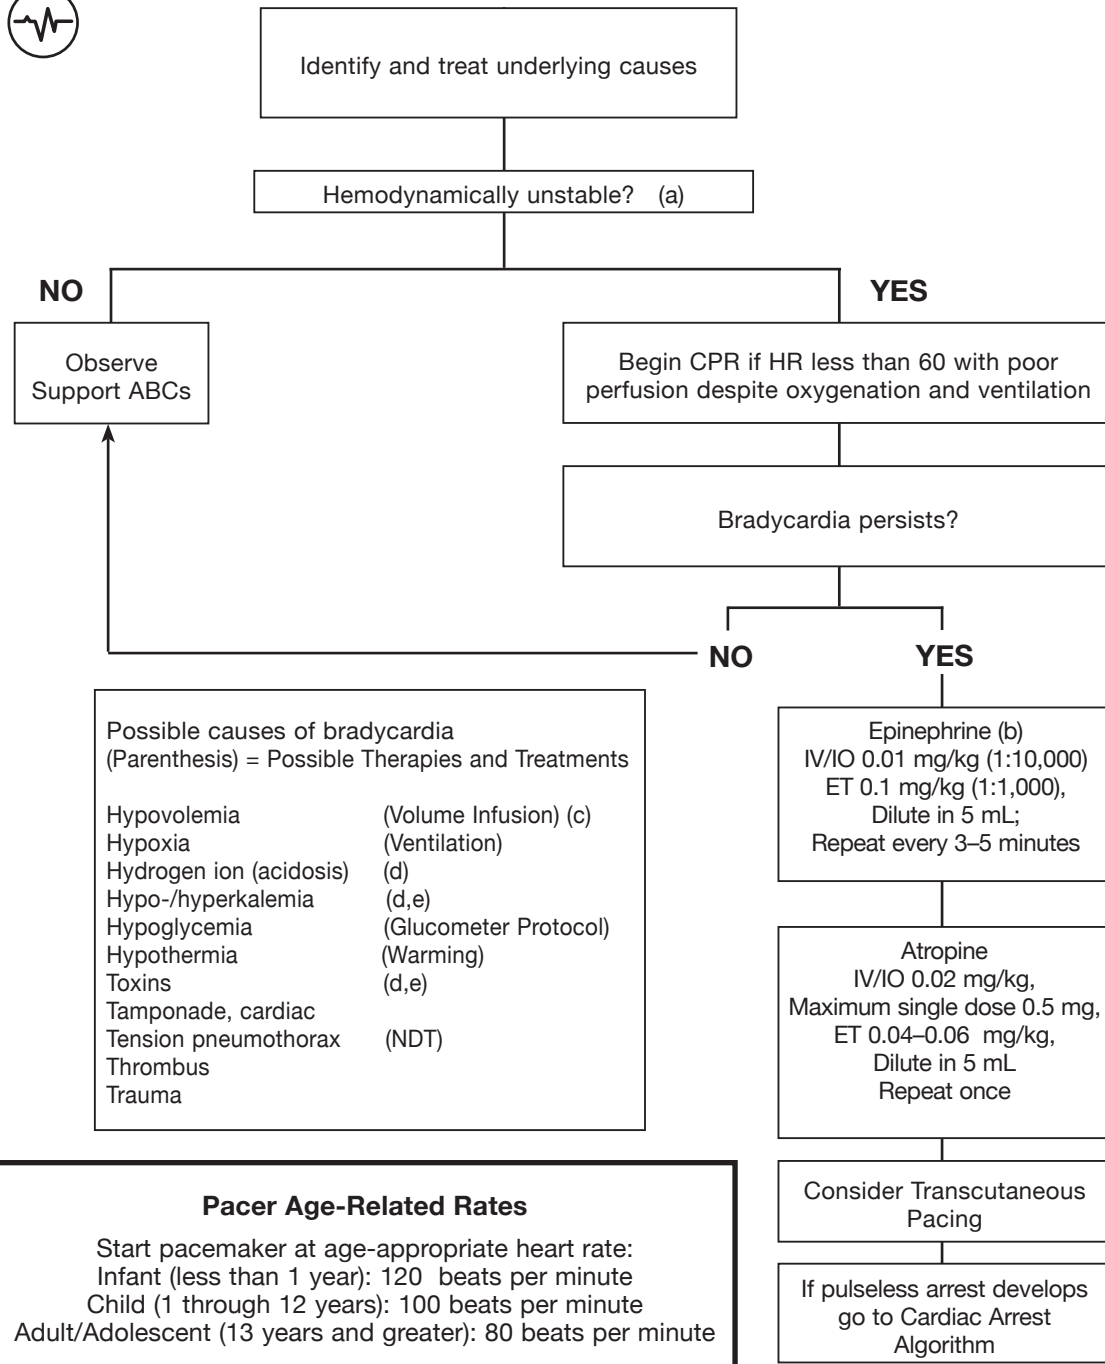 Identify and treat underlying causes
Hemodynamically unstable? (a)
NO
YES
Observe
Support ABCs
Begin CPR if HR less than 60 with poor
perfusion despite oxygenation and ventilation
Bradycardia persists?
NO
YES
Possible causes of bradycardia
(Parenthesis) = Possible Therapies and Treatments
Hypovolemia (Volume Infusion) (c)
Hypoxia (Ventilation)
Hydrogen ion (acidosis) (d)
Hypo-/hyperkalemia (d,e)
Hypoglycemia (Glucometer Protocol)
Hypothermia (Warming)
Toxins (d,e)
Tamponade, cardiac
Tension pneumothorax (NDT)
Thrombus
Trauma
Epinephrine (b)
IV/IO 0.01 mg/kg (1:10,000)
ET 0.1 mg/kg (1:1,000),
Dilute in 5 mL;
Repeat every 3–5 minutes
Atropine
IV/IO 0.02 mg/kg,
Maximum single dose 0.5 mg,
ET 0.04–0.06 mg/kg,
Dilute in 5 mL
Repeat once
Consider Transcutaneous
Pacing
If pulseless arrest develops
go to Cardiac Arrest
Algorithm
Pacer Age-Related Rates
Start pacemaker at age-appropriate heart rate:
Infant (less than 1 year): 120 beats per minute
Child (1 through 12 years): 100 beats per minute
Adult/Adolescent (13 years and greater): 80 beats per minute